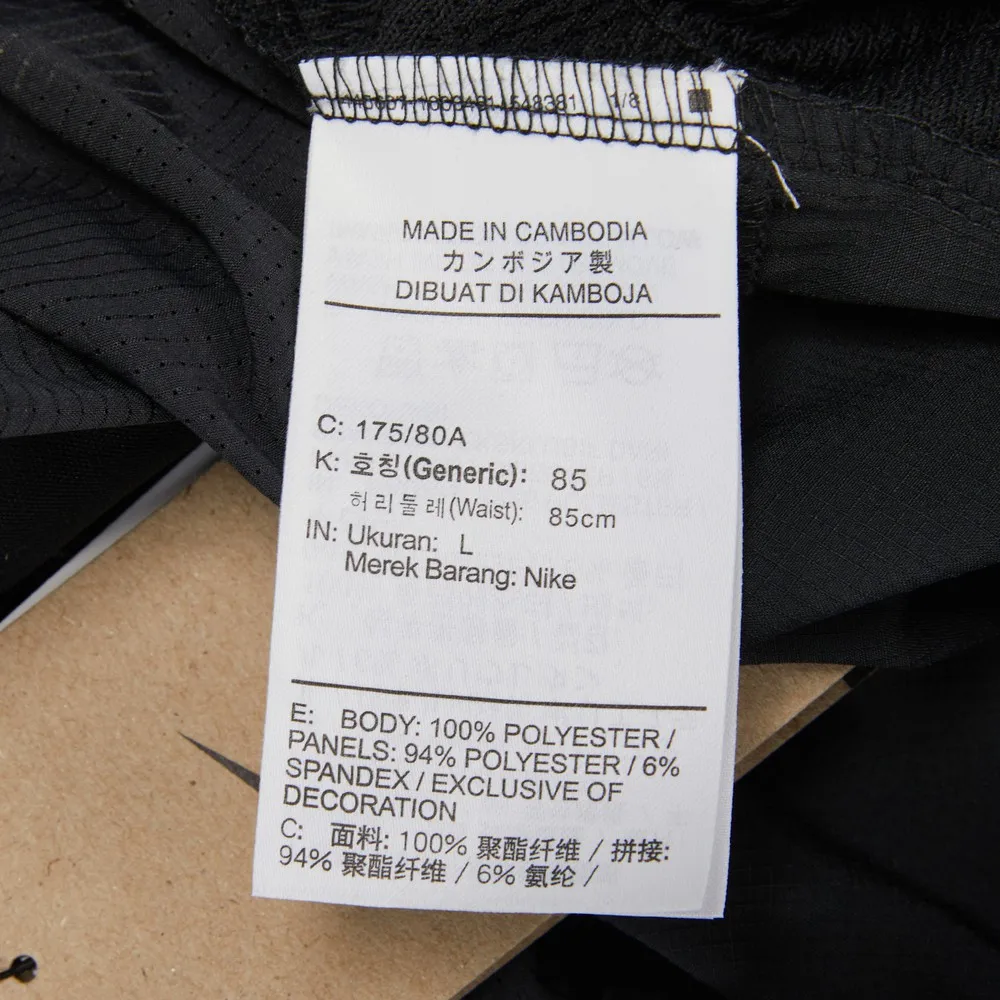 1/8
MADE IN CAMBODIA
カンボジア製
DIBUAT DI KAMBOJA
C: 175/80A
K: 호칭(Generic): 85
허리둘레(Waist): 85cm
IN: Ukuran: L
Merek Barang: Nike
E: BODY: 100% POLYESTER /
PANELS: 94% POLYESTER / 6%
SPANDEX / EXCLUSIVE OF
DECORATION
C: 面料: 100% 聚酯纤维 / 拼接:
94% 聚酯纤维 / 6% 氨纶 /